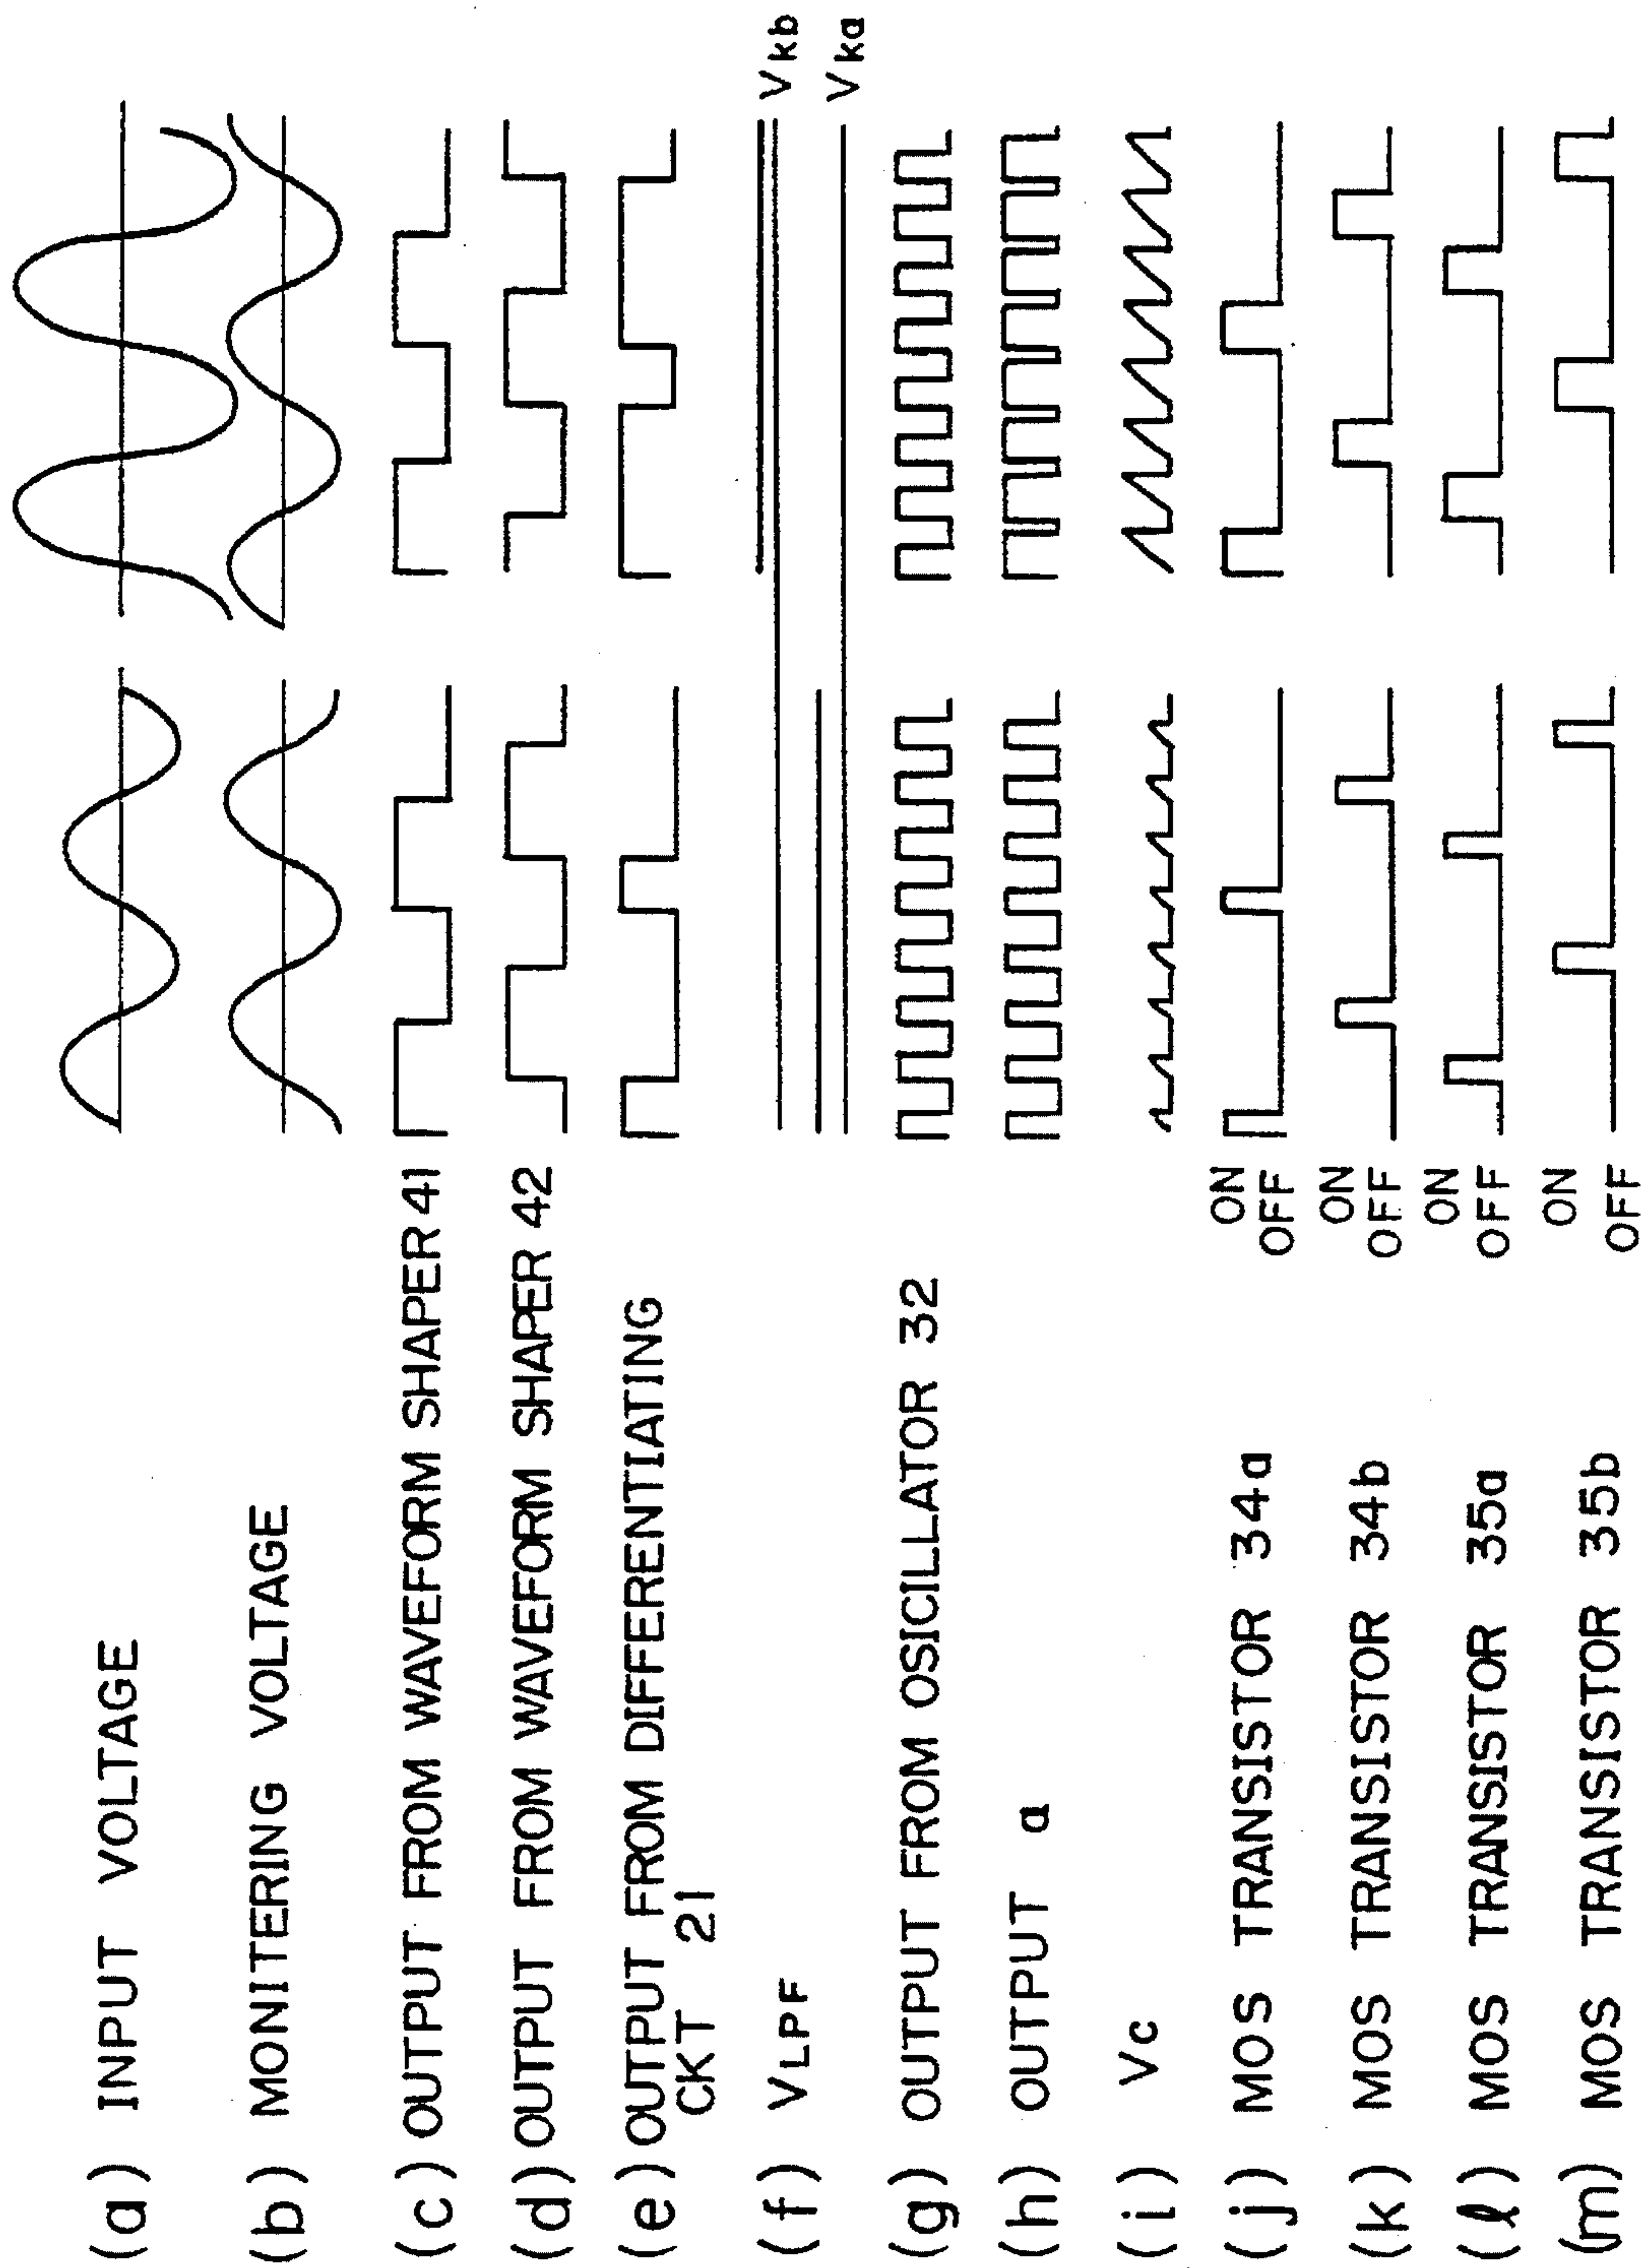 (a) INPUT VOLTAGE
(b) MONITERING VOLTAGE
(c) OUTPUT FROM WAVEFORM SHAPER 41
(d) OUTPUT FROM WAVEFORM SHAPER 42
(e) OUTPUT FROM DIFFERENTIATING
CKT 21
(f) VLPF
Vkb
Vka
(g) OUTPUT FROM OSICILLATOR 32
(h) OUTPUT a
(i) Vc
(j) MOS TRANSISTOR 34a
ON
OFF
(k) MOS TRANSISTOR 34b
ON
OFF
(ℓ) MOS TRANSISTOR 35a
ON
OFF
(m) MOS TRANSISTOR 35b
ON
OFF